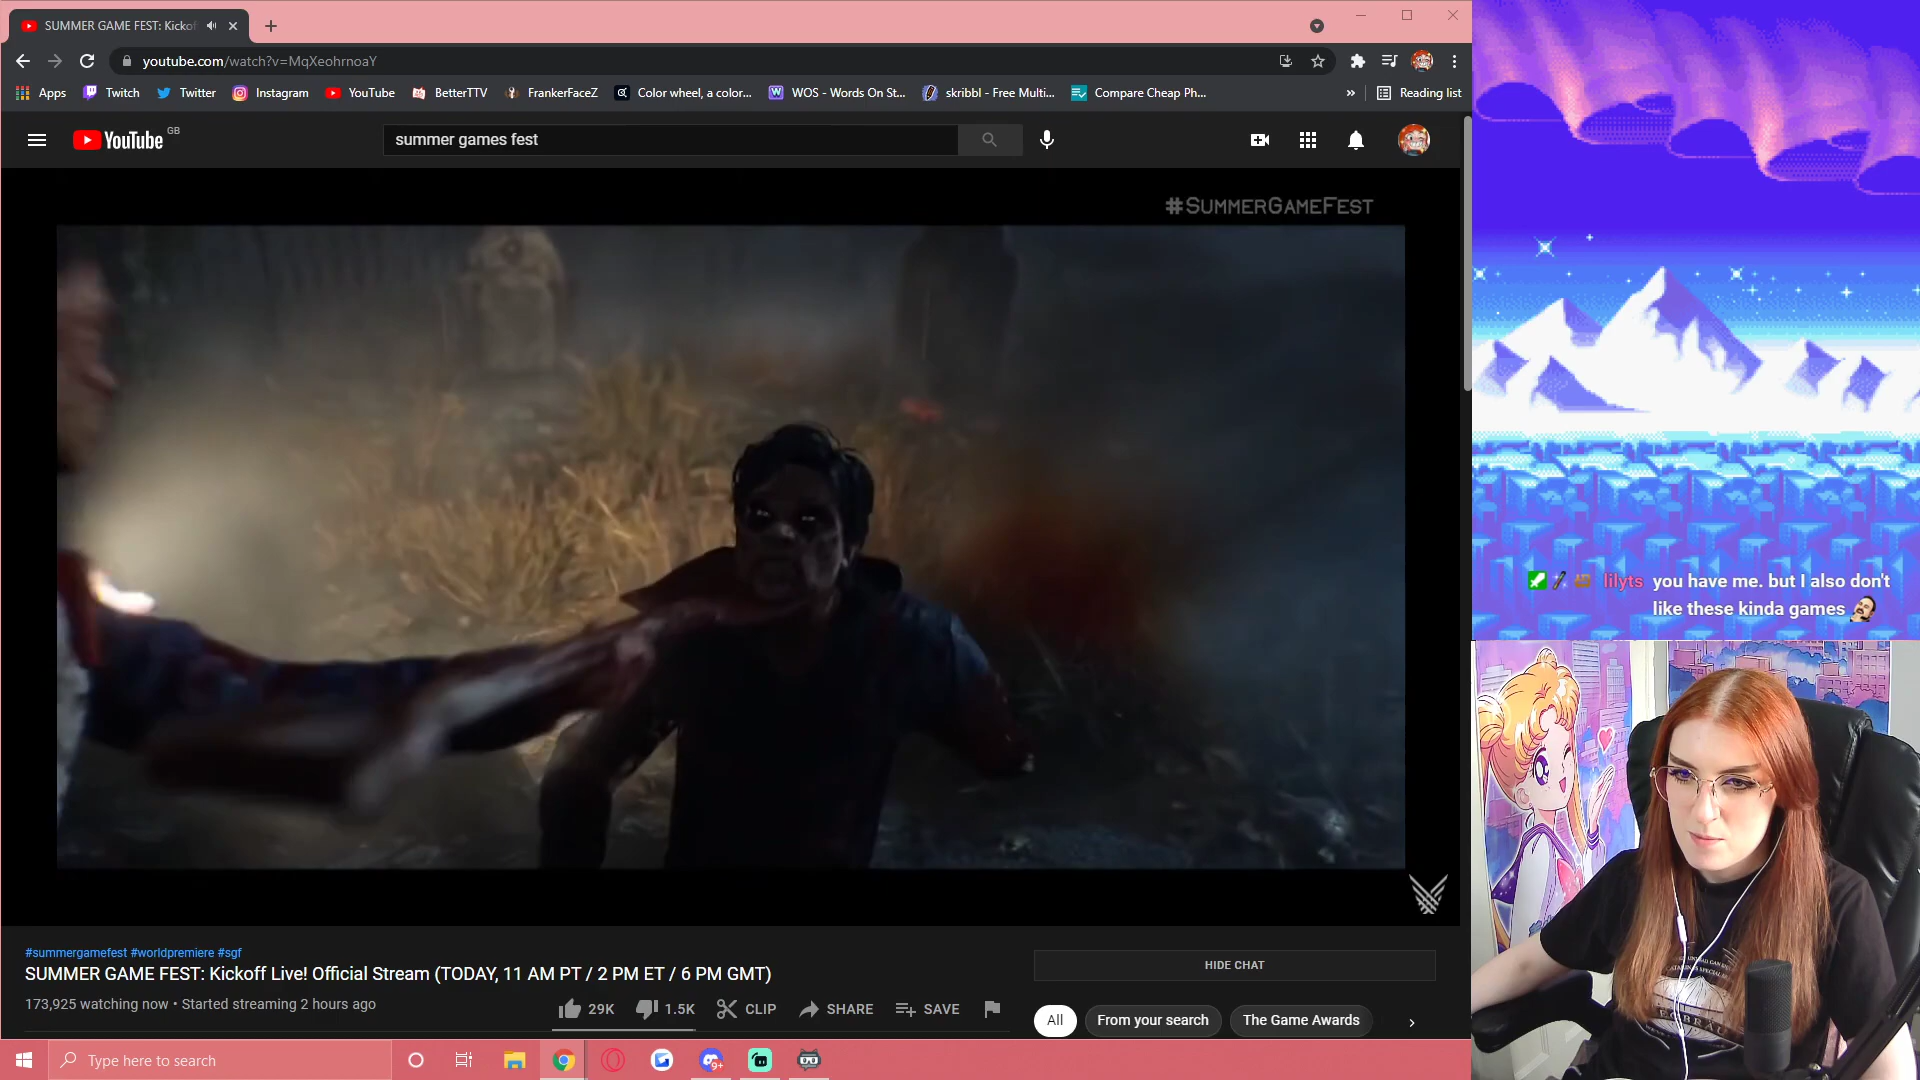 SUMMER GAME FEST: Kickof
youtube.com/watch?v=MqXeohrnoaY
Apps
Twitch
Twitter
Instagram
YouTube
BetterTTV
FrankerFaceZ
Color wheel, a color...
WOS - Words On St...
skribbl - Free Multi...
Compare Cheap Ph...
»
Reading list
YouTube GB
summer games fest
#SUMMERGAMEFEST
lilyts you have me. but I also don't
like these kinda games
#summergamefest #worldpremiere #sgf
SUMMER GAME FEST: Kickoff Live! Official Stream (TODAY, 11 AM PT / 2 PM ET / 6 PM GMT)
173,925 watching now • Started streaming 2 hours ago
29K
1.5K
CLIP
SHARE
SAVE
HIDE CHAT
All
From your search
The Game Awards
Type here to search
9+